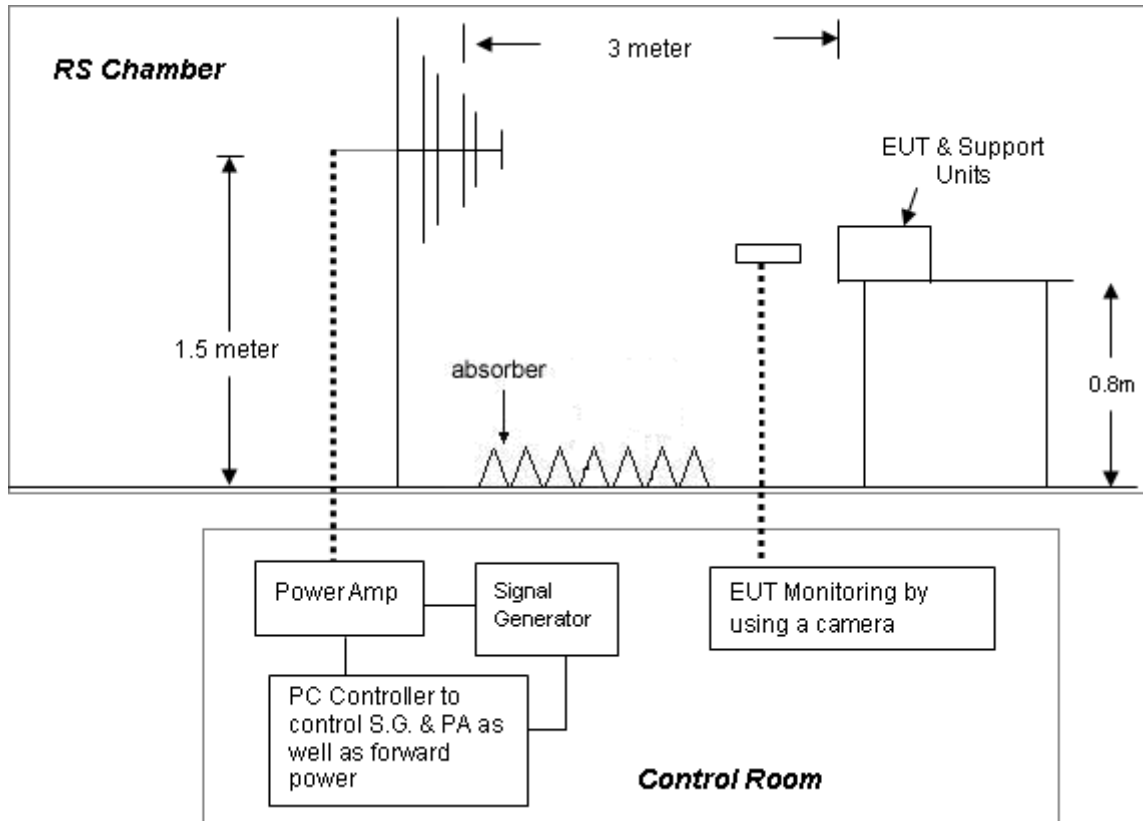 3 meter
RS Chamber
EUT & Support
Units
1.5 meter
absorber
0.8m
Power Amp
Signal
Generator
EUT Monitoring by
using a camera
PC Controller to
control S.G. & PA as
well as forward
power
Control Room